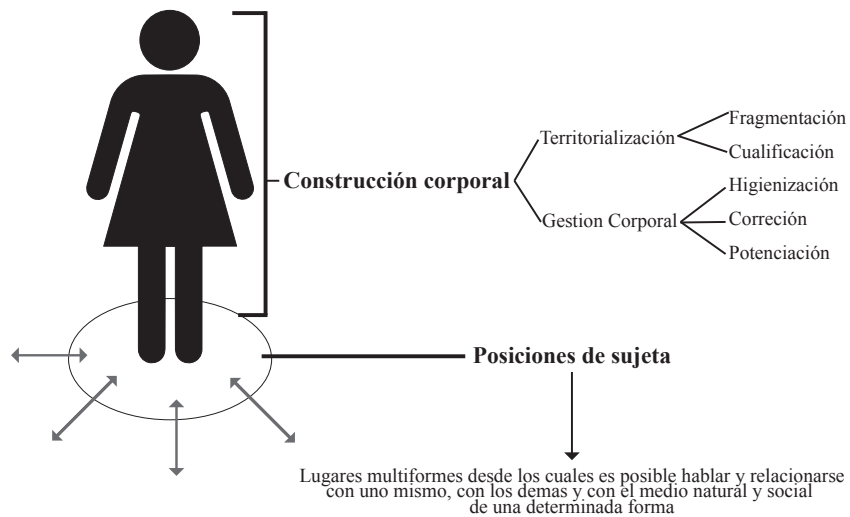 Fragmentación
Territorialización
Cualificación
Construcción corporal
Higienización
Gestion Corporal
Correción
Potenciación
Posiciones de sujeta
Lugares multiformes desde los cuales es posible hablar y relacionarse
con uno mismo, con los demas y con el medio natural y social
de una determinada forma